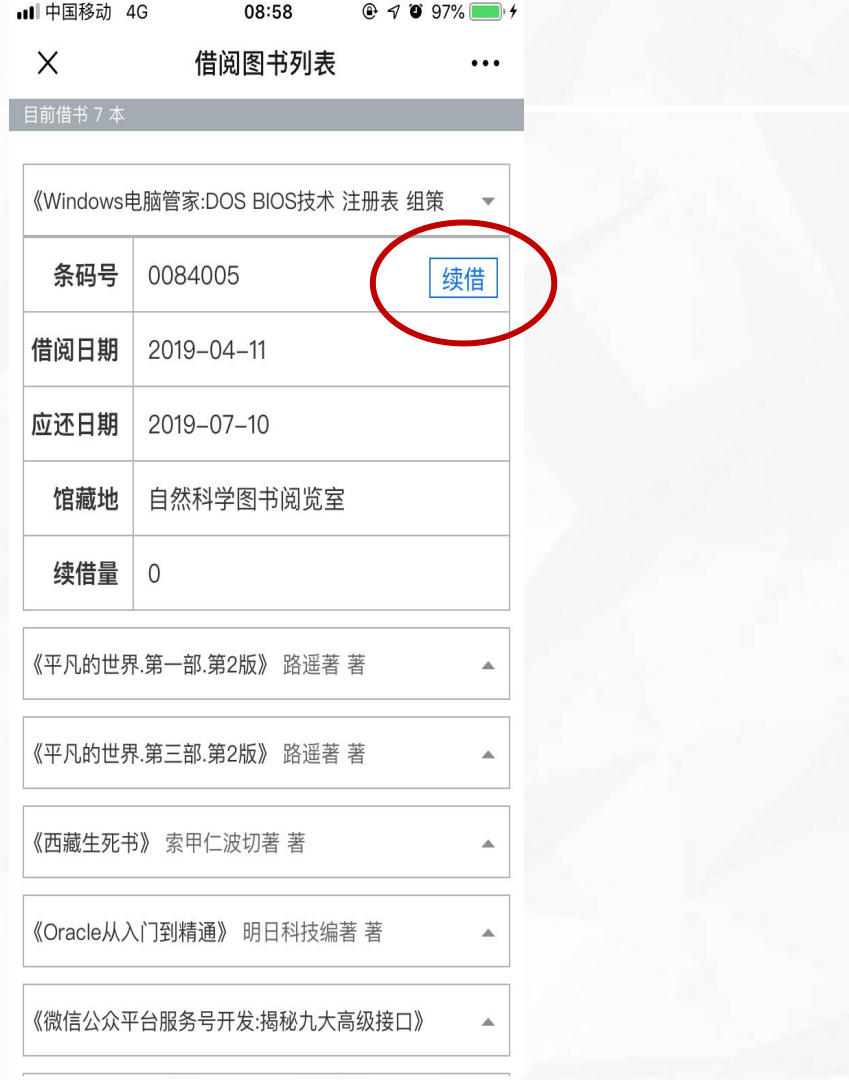 中国移动 4G 08:58 97%
借阅图书列表
目前借书 7 本
《Windows电脑管家:DOS BIOS技术 注册表 组策
条码号 0084005 续借
借阅日期 2019-04-11
应还日期 2019-07-10
馆藏地 自然科学图书阅览室
续借量 0
《平凡的世界.第一部.第2版》 路遥著 著
《平凡的世界.第三部.第2版》 路遥著 著
《西藏生死书》 索甲仁波切著 著
《Oracle从入门到精通》 明日科技编著 著
《微信公众平台服务号开发:揭秘九大高级接口》